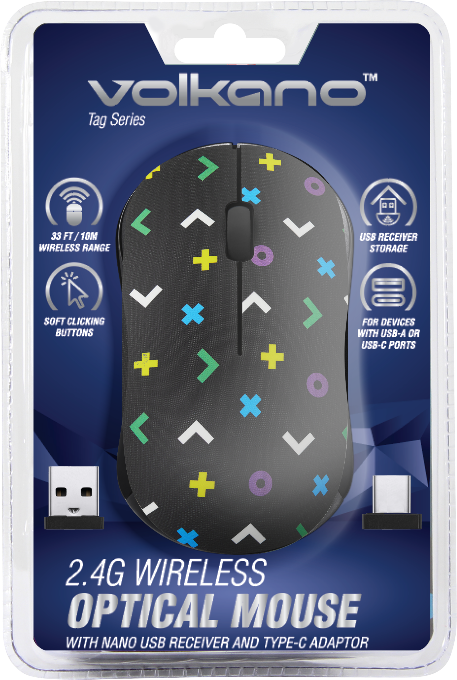 volkano™
Tag Series
33 FT / 10M
WIRELESS RANGE
USB RECEIVER
STORAGE
SOFT CLICKING
BUTTONS
FOR DEVICES
WITH USB-A OR
USB-C PORTS
2.4G WIRELESS
OPTICAL MOUSE
WITH NANO USB RECEIVER AND TYPE-C ADAPTOR